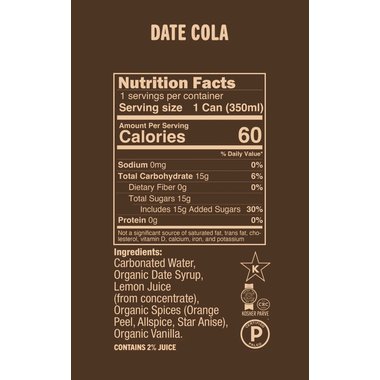 DATE COLA
Nutrition Facts
1 servings per container
Serving size 1 Can (350ml)
Amount Per Serving
Calories 60
% Daily Value*
Sodium 0mg 0%
Total Carbohydrate 15g 6%
Dietary Fiber 0g 0%
Total Sugars 15g
Includes 15g Added Sugars 30%
Protein 0g 0%
Not a significant source of saturated fat, trans fat, cho-
lesterol, vitamin D, calcium, iron, and potassium
Ingredients:
Carbonated Water,
Organic Date Syrup,
Lemon Juice
(from concentrate),
Organic Spices (Orange
Peel, Allspice, Star Anise),
Organic Vanilla.
CONTAINS 2% JUICE
K
CRC
KOSHER PARVE
P